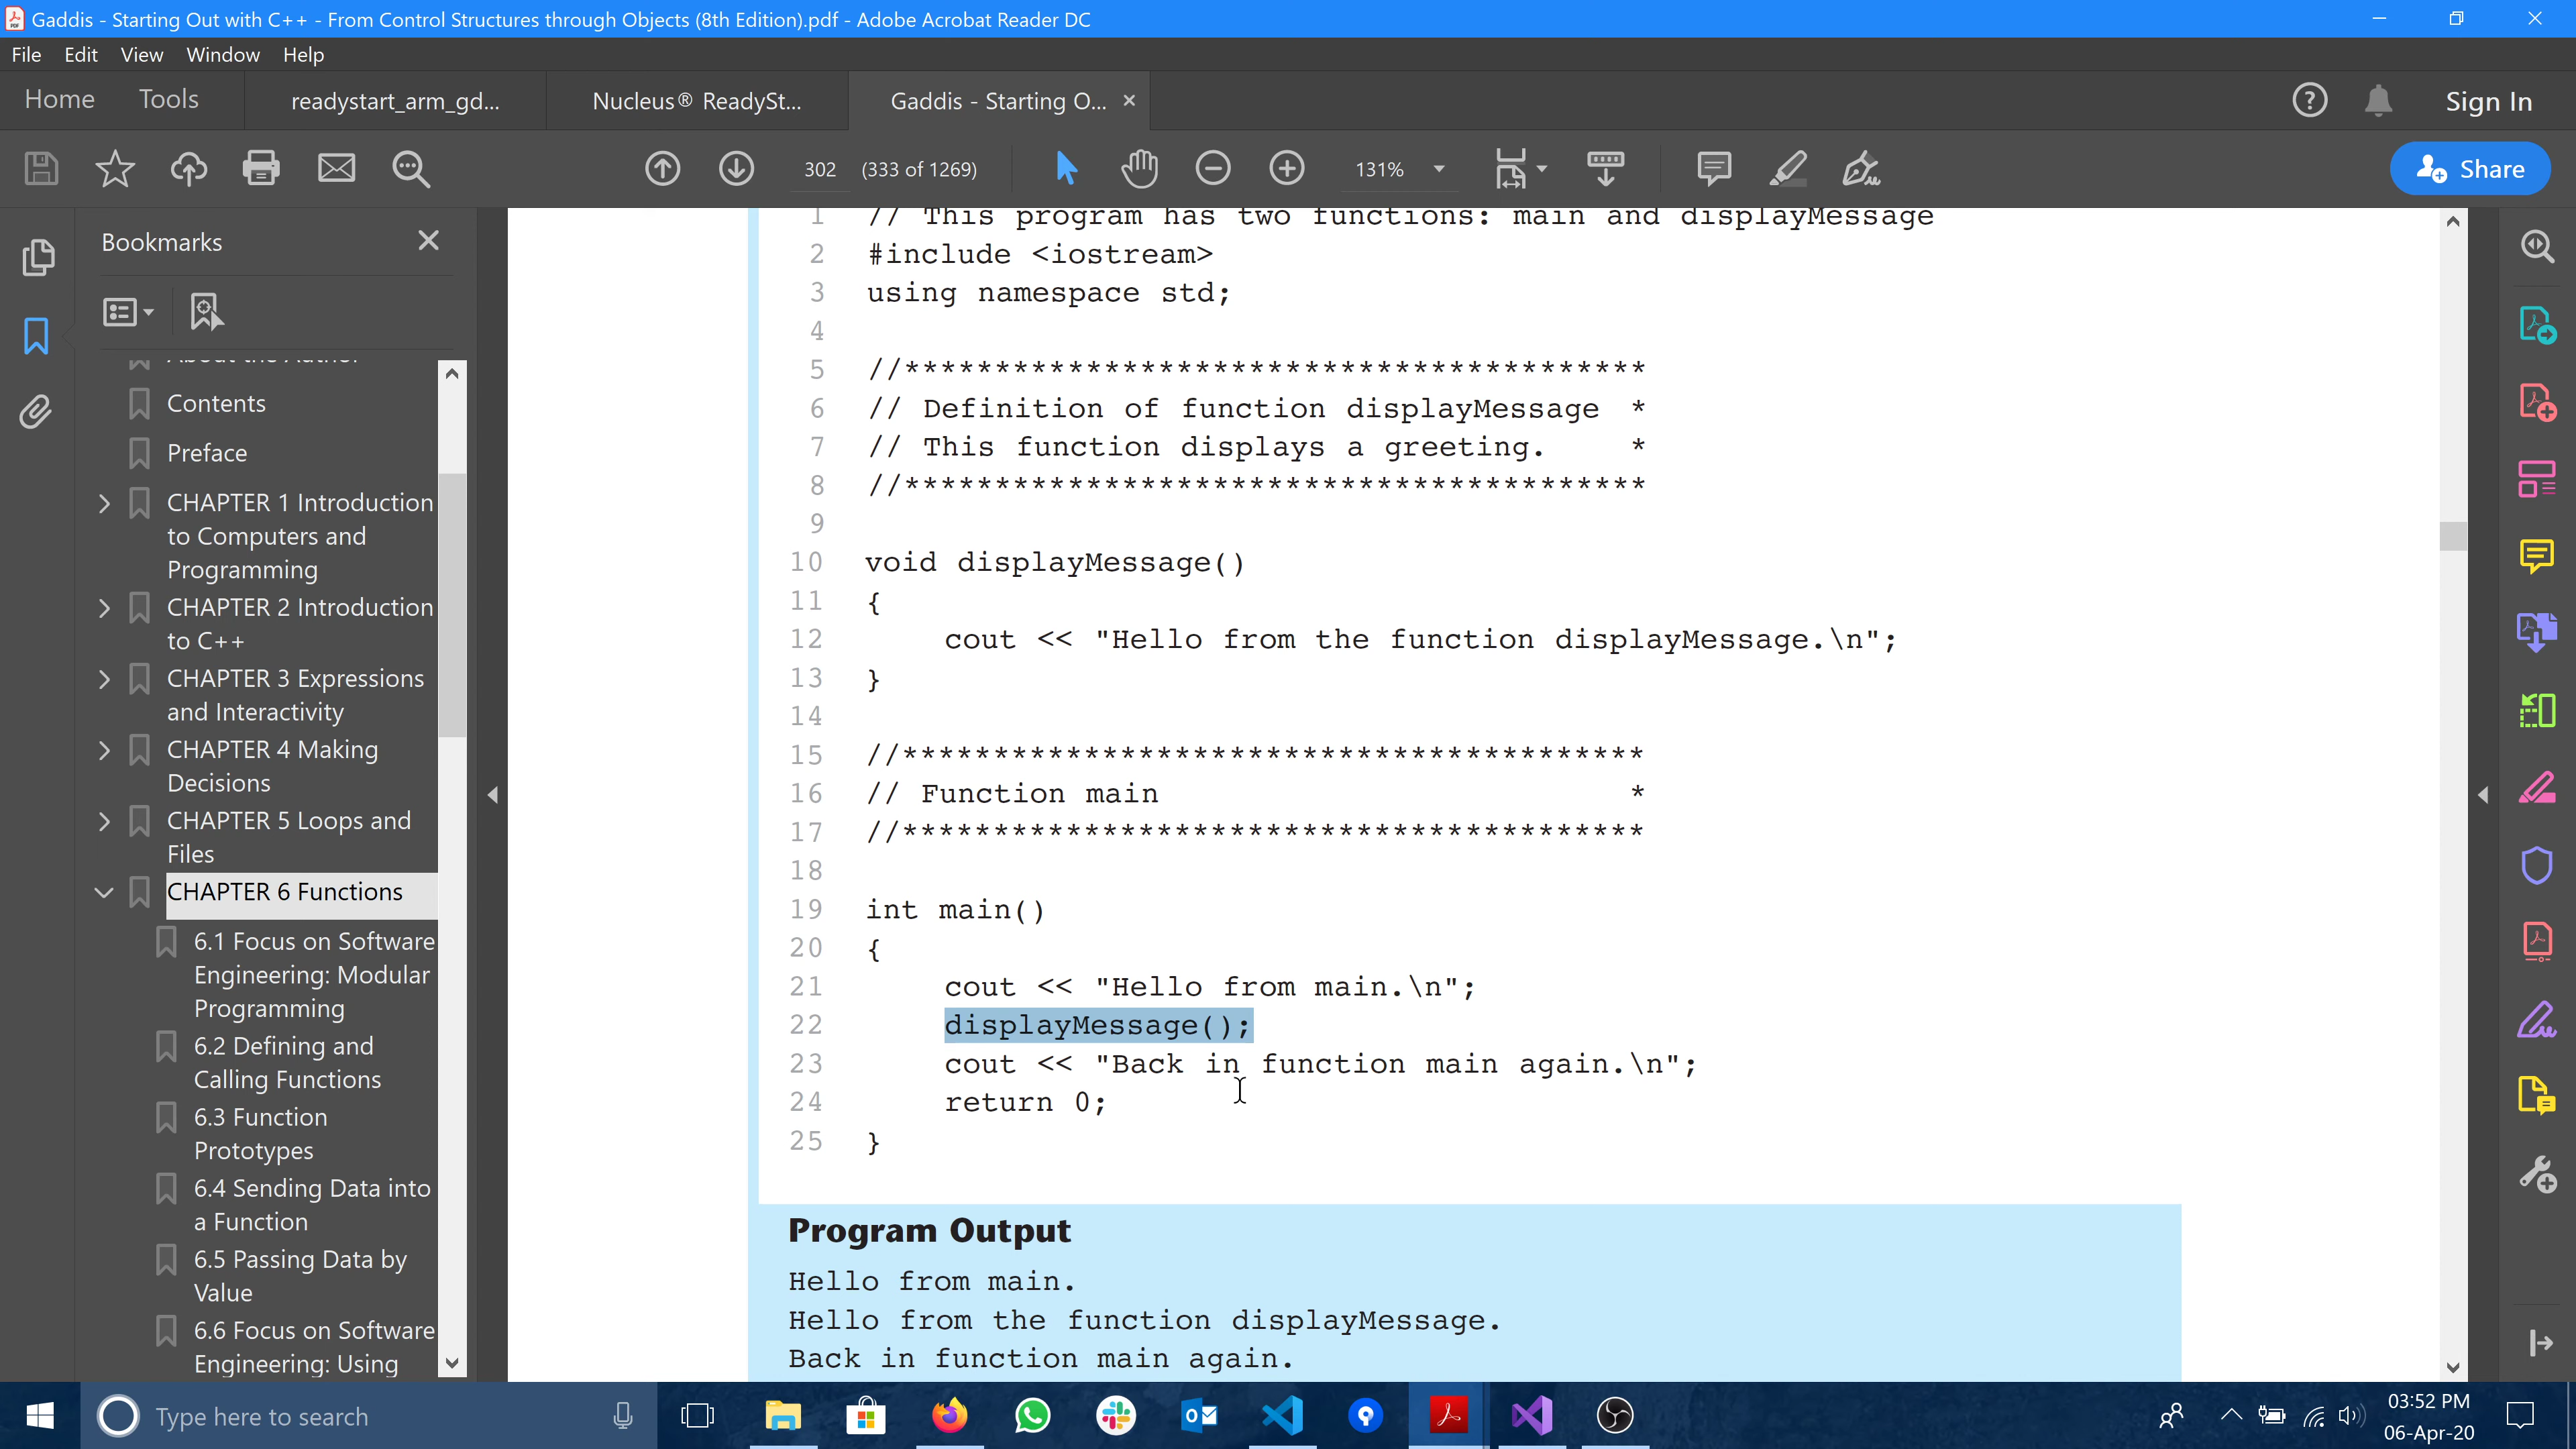 Gaddis - Starting Out with C++ - From Control Structures through Objects (8th Edition).pdf - Adobe Acrobat Reader DC
File Edit View Window Help
Home Tools readystart_arm_gd... Nucleus® ReadySt... Gaddis - Starting O... Sign In
302 (333 of 1269) 131% Share
Bookmarks
About the Author
Contents
Preface
CHAPTER 1 Introduction
to Computers and
Programming
CHAPTER 2 Introduction
to C++
CHAPTER 3 Expressions
and Interactivity
CHAPTER 4 Making
Decisions
CHAPTER 5 Loops and
Files
CHAPTER 6 Functions
6.1 Focus on Software
Engineering: Modular
Programming
6.2 Defining and
Calling Functions
6.3 Function
Prototypes
6.4 Sending Data into
a Function
6.5 Passing Data by
Value
6.6 Focus on Software
Engineering: Using
1 // This program has two functions: main and displayMessage
2 #include <iostream>
3 using namespace std;
4
5 //*****************************************
6 // Definition of function displayMessage *
7 // This function displays a greeting. *
8 //*****************************************
9
10 void displayMessage()
11 {
12 cout << "Hello from the function displayMessage.\n";
13 }
14
15 //*****************************************
16 // Function main *
17 //*****************************************
18
19 int main()
20 {
21 cout << "Hello from main.\n";
22 displayMessage();
23 cout << "Back in function main again.\n";
24 return 0;
25 }
Program Output
Hello from main.
Hello from the function displayMessage.
Back in function main again.
Type here to search
03:52 PM
06-Apr-20